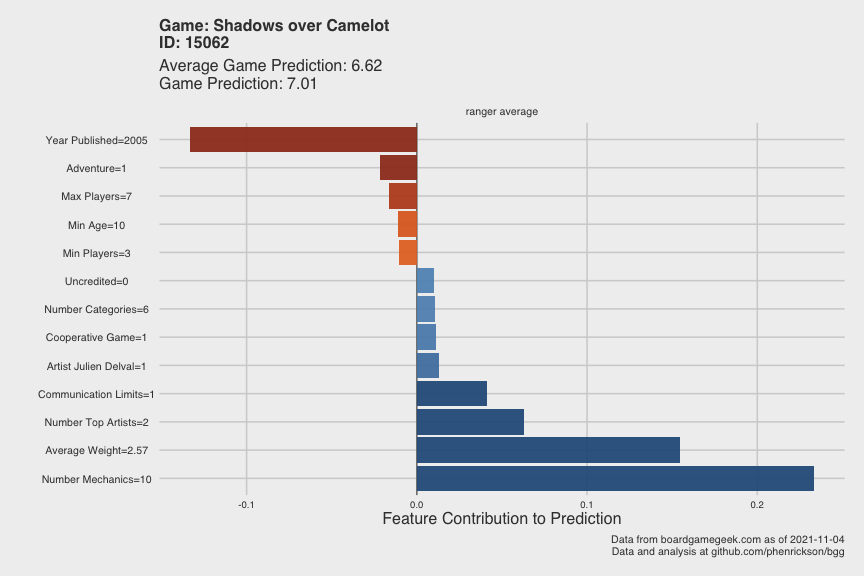 Game: Shadows over Camelot
ID: 15062
Average Game Prediction: 6.62
Game Prediction: 7.01
ranger average
Year Published=2005
Adventure=1
Max Players=7
Min Age=10
Min Players=3
Uncredited=0
Number Categories=6
Cooperative Game=1
Artist Julien Delval=1
Communication Limits=1
Number Top Artists=2
Average Weight=2.57
Number Mechanics=10
-0.1 0.0 0.1 0.2
Feature Contribution to Prediction
Data from boardgamegeek.com as of 2021-11-04
Data and analysis at github.com/phenrickson/bgg